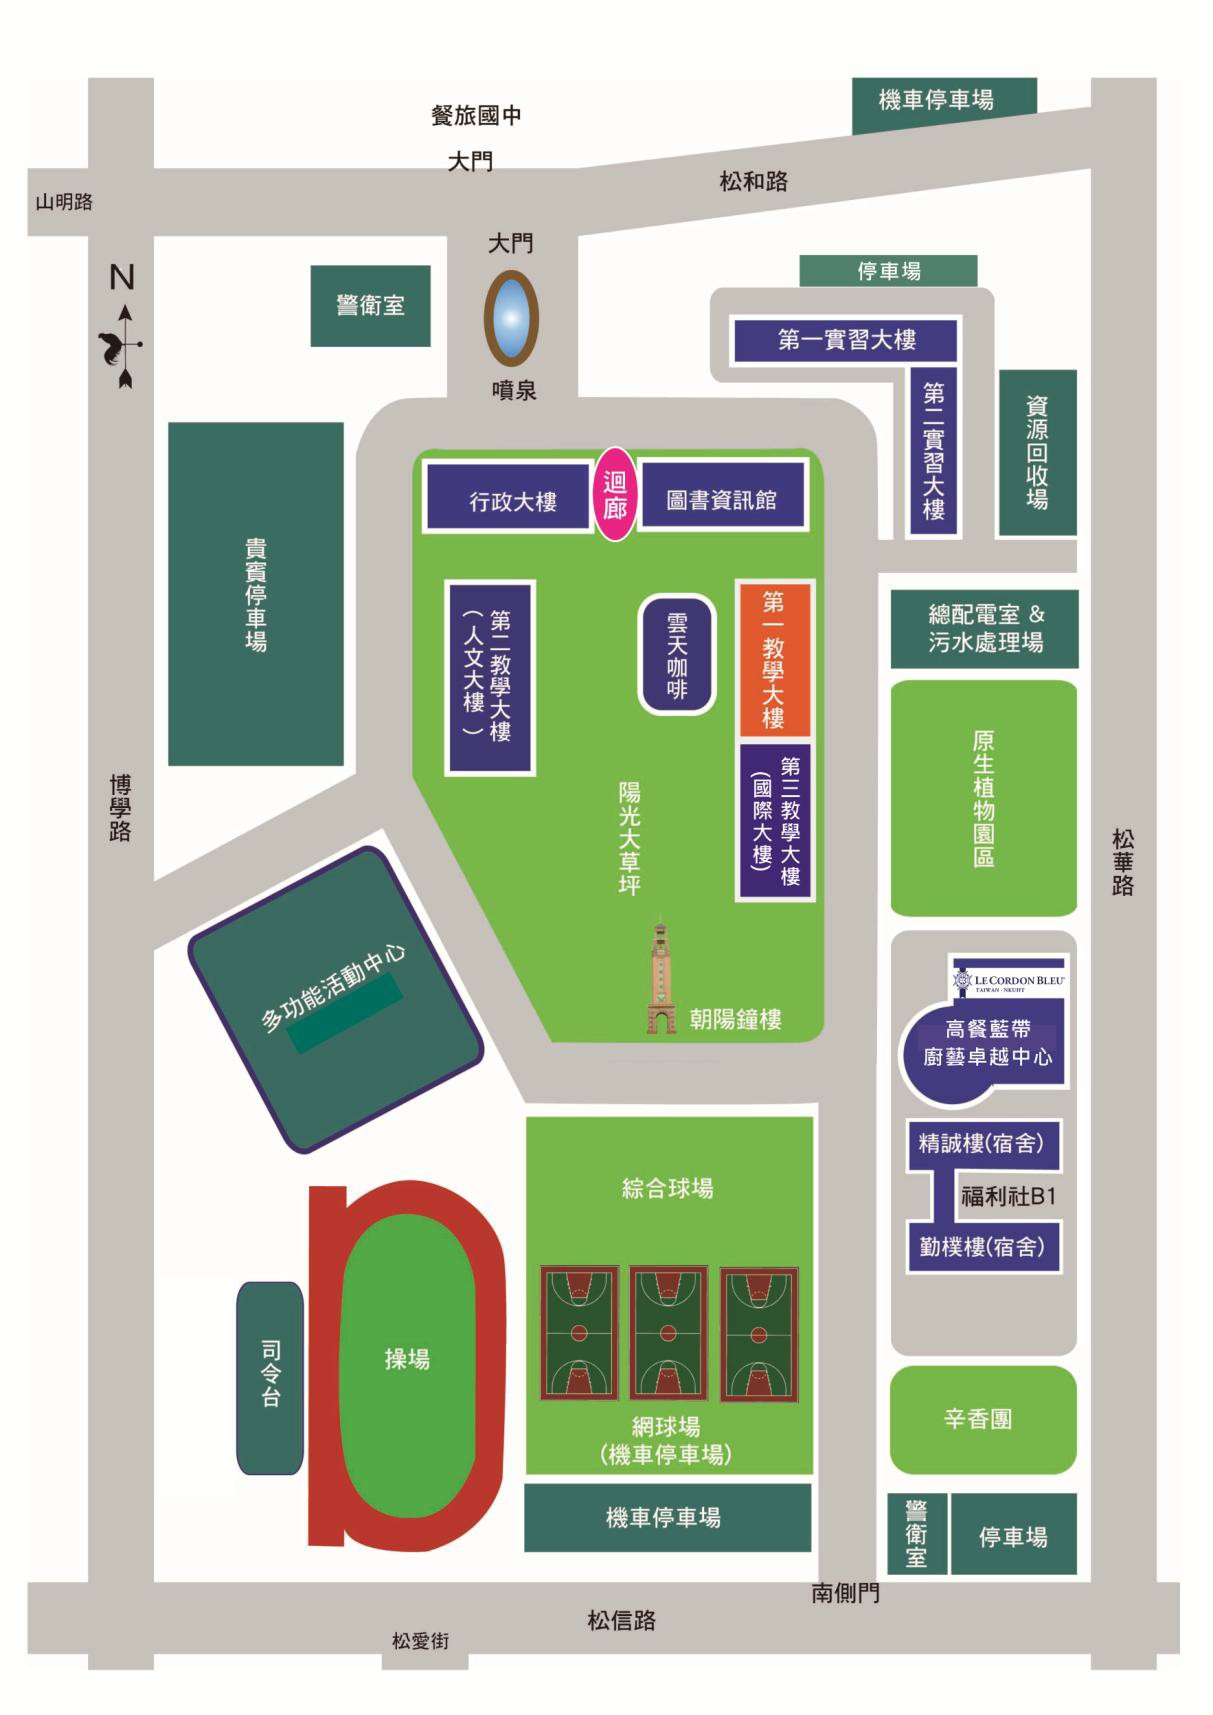 機車停車場
餐旅國中
大門
松和路
山明路
大門
N
停車場
警衛室
噴泉
第一實習大樓
第二實習大樓
資源回收場
行政大樓
迴廊
圖書資訊館
貴賓停車場
第二教學大樓
(人文大樓)
雲天咖啡
第一教學大樓
總配電室 &
污水處理場
原生植物園區
第三教學大樓
(國際大樓)
陽光大草坪
博學路
松華路
多功能活動中心
朝陽鐘樓
LE CORDON BLEU
TAIWAN - NKUHT
高餐藍帶
廚藝卓越中心
精誠樓(宿舍)
福利社B1
勤樸樓(宿舍)
綜合球場
司令台
操場
網球場
(機車停車場)
辛香園
機車停車場
警衛室
停車場
南側門
松信路
松愛街